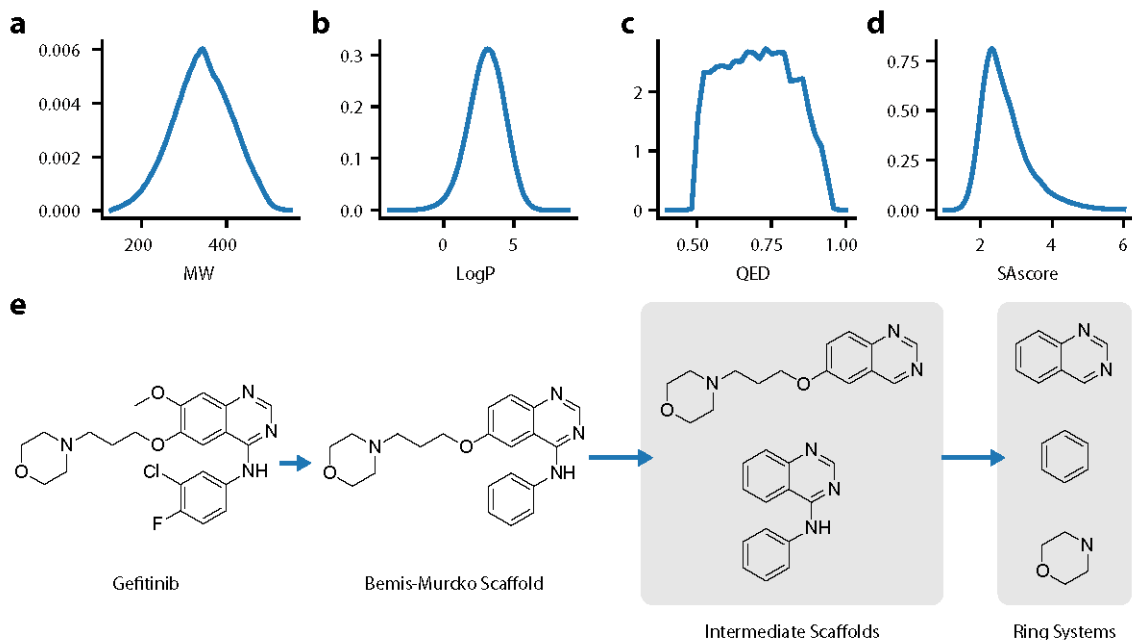 a
0.006
0.004
0.002
0.000
200
400
MW
b
0.3
0.2
0.1
0.0
0
5
LogP
c
2
1
0
0.50
0.75
1.00
QED
d
0.75
0.50
0.25
0.00
2
4
6
SAscore
e
O
N
O
N
O
N
NH
Cl
F
Gefitinib
O
N
O
N
N
NH
Bemis-Murcko Scaffold
O
N
O
N
N
N
N
NH
Intermediate Scaffolds
N
N
N
O
Ring Systems